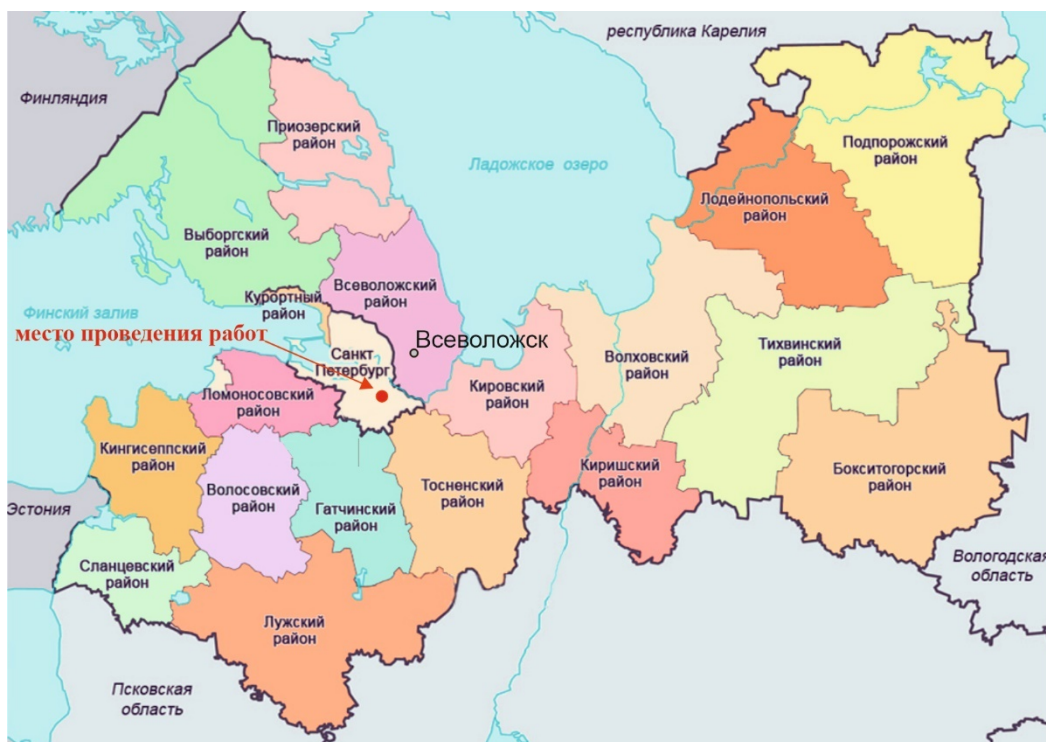 республика Карелия
Финляндия
Приозерский
район
Подпорожский
район
Ладожское озеро
Лодейнопольский
район
Выборгский
район
Всеволожский
район
Курортный
район
Финский залив
место проведения работ
Всеволожск
Санкт
Петербург
Волховский
район
Тихвинский
район
Кировский
район
Ломоносовский
район
Кингисеппский
район
Киришский
район
Бокситогорский
район
Волосовский
район
Гатчинский
район
Тосненский
район
Эстония
Сланцевский
район
Вологодская
область
Лужский
район
Псковская
область